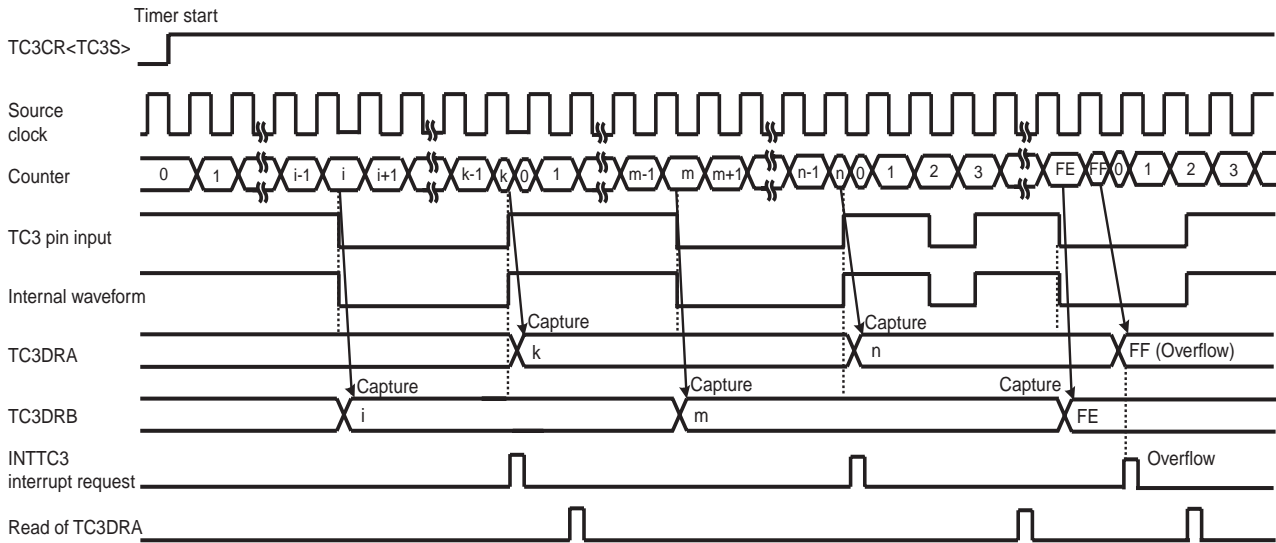 Timer start
TC3CR<TC3S>
Source
clock
Counter
0 1 i-1 i i+1 k-1 k 0 1 m-1 m m+1 n-1 n 0 1 2 3 FE FF 0 1 2 3
TC3 pin input
Internal waveform
Capture Capture
TC3DRA
k n FF (Overflow)
Capture Capture Capture
TC3DRB
i m FE
INTTC3
interrupt request
Overflow
Read of TC3DRA